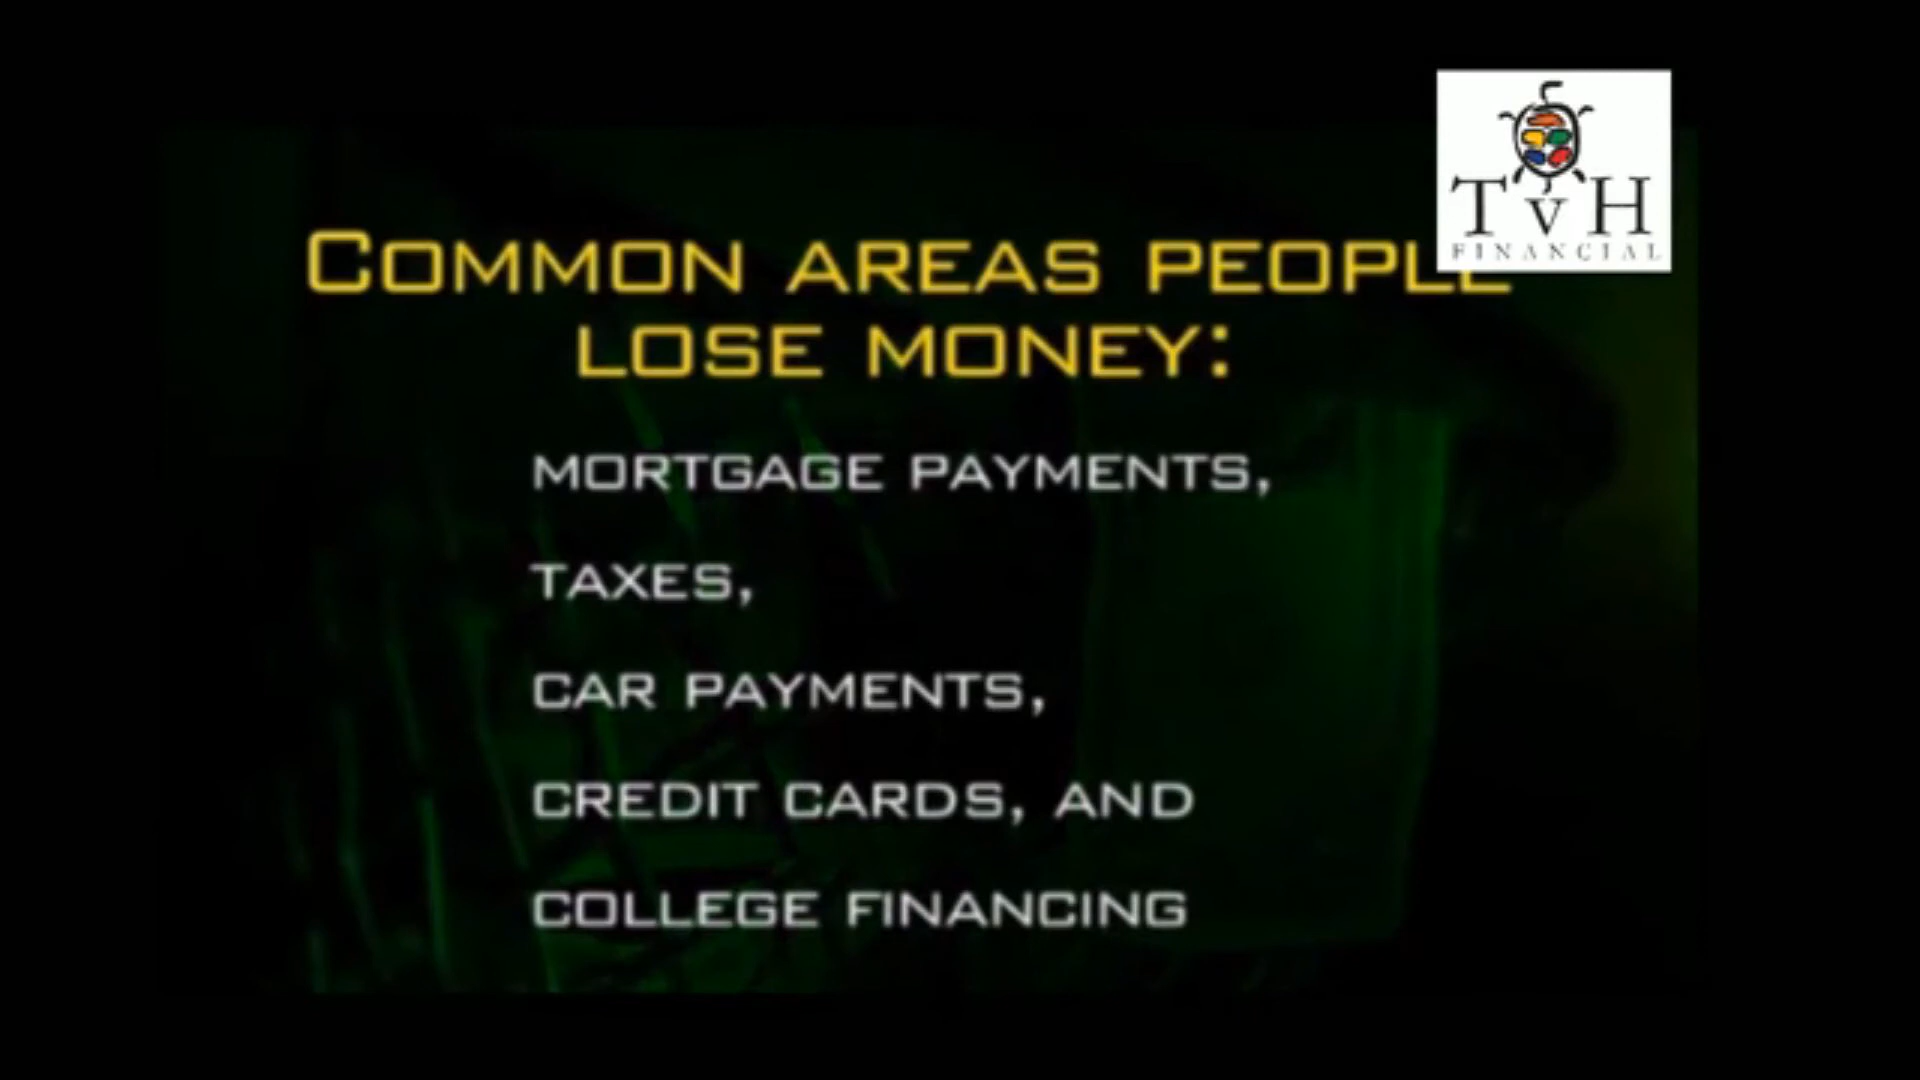 COMMON AREAS PEOPLE
LOSE MONEY:
MORTGAGE PAYMENTS,
TAXES,
CAR PAYMENTS,
CREDIT CARDS, AND
COLLEGE FINANCING
TvH
FINANCIAL